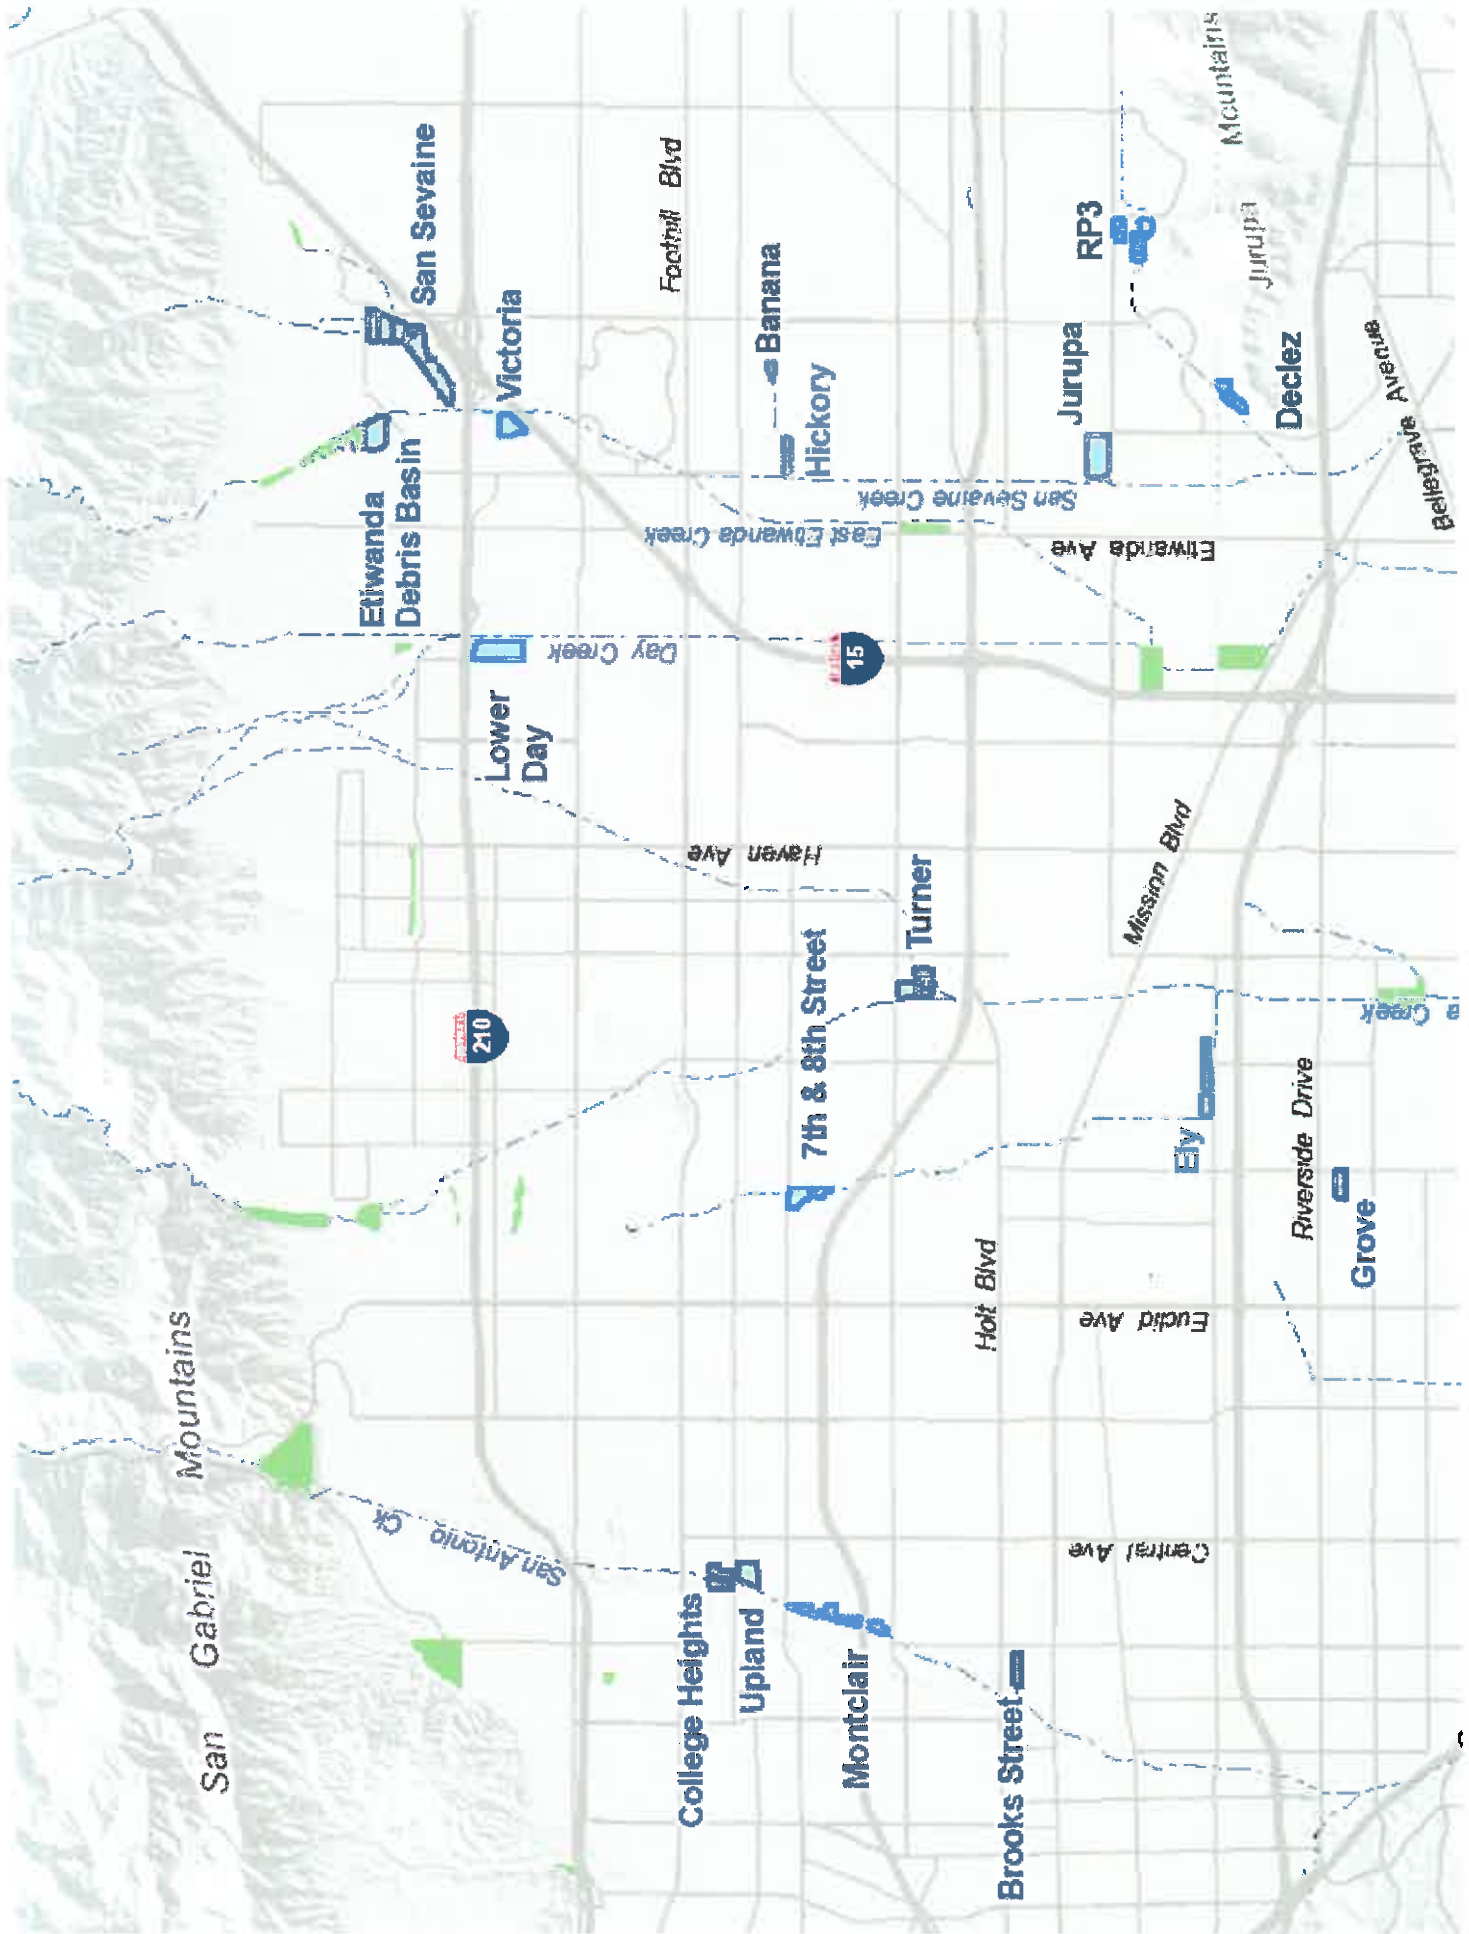 San Gabriel Mountains
San Antonio Ck
College Heights
Upland
Montclair
Brooks Street
210
7th & 8th Street
Turner
Ely
Grove
Holt Blvd
Euclid Ave
Central Ave
Riverside Drive
Mission Blvd
Haven Ave
Creek
Lower
Day
Day Creek
15
Etiwanda
Debris Basin
San Sevaine
Victoria
Foothill Blvd
Banana
Hickory
East Etiwanda Creek
San Sevaine Creek
Etiwanda Ave
Jurupa
RP3
Declez
Jurupa Mountains
Bellegrave Avenue